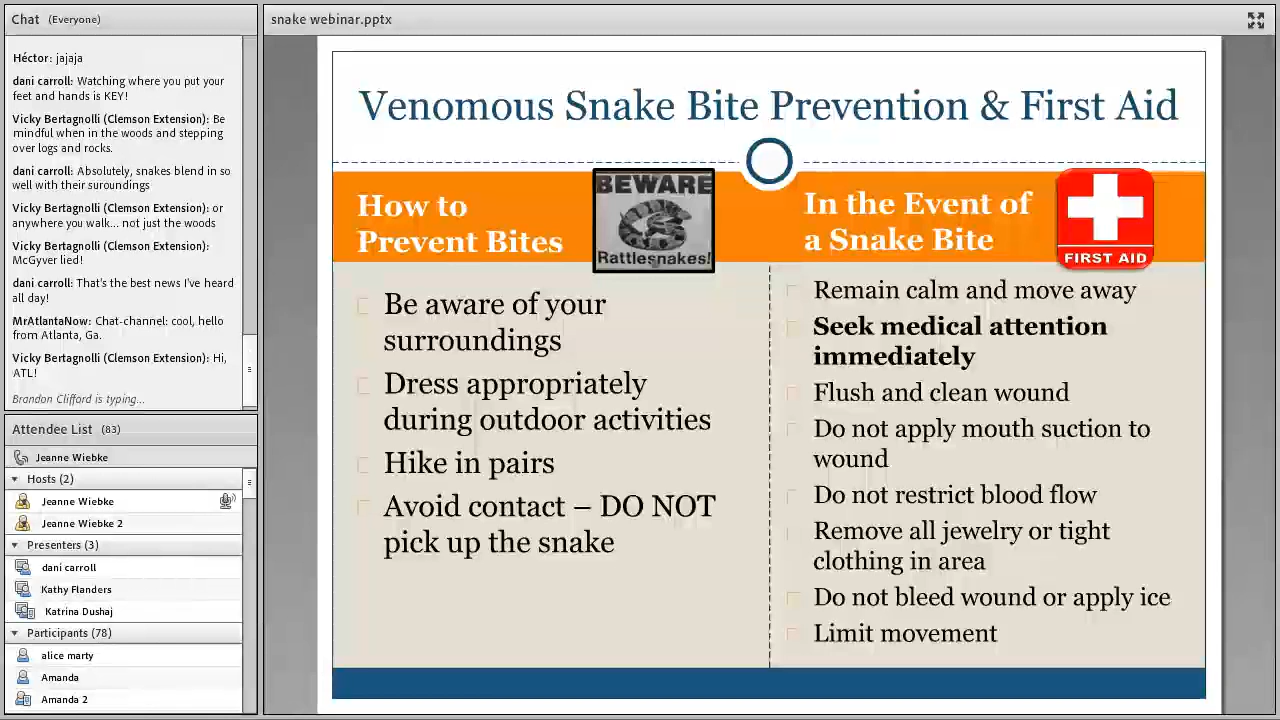 Chat (Everyone)
Héctor: jajaja
dani carroll: Watching where you put your
feet and hands is KEY!
Vicky Bertagnolli (Clemson Extension): Be
mindful when in the woods and stepping
over logs and rocks.
dani carroll: Absolutely, snakes blend in so
well with their suroundings
Vicky Bertagnolli (Clemson Extension): or
anywhere you walk... not just the woods
Vicky Bertagnolli (Clemson Extension):
McGyver lied!
dani carroll: That's the best news I've heard
all day!
MrAtlantaNow: Chat-channel: cool, hello
from Atlanta, Ga.
Vicky Bertagnolli (Clemson Extension): Hi,
ATL!
Brandon Clifford is typing...
Attendee List (83)
Jeanne Wiebke
Hosts (2)
Jeanne Wiebke
Jeanne Wiebke 2
Presenters (3)
dani carroll
Kathy Flanders
Katrina Dushaj
Participants (78)
alice marty
Amanda
Amanda 2
snake webinar.pptx
Venomous Snake Bite Prevention & First Aid
How to
Prevent Bites
BEWARE
Rattlesnakes!
Be aware of your
surroundings
Dress appropriately
during outdoor activities
Hike in pairs
Avoid contact – DO NOT
pick up the snake
In the Event of
a Snake Bite
FIRST AID
Remain calm and move away
Seek medical attention
immediately
Flush and clean wound
Do not apply mouth suction to
wound
Do not restrict blood flow
Remove all jewelry or tight
clothing in area
Do not bleed wound or apply ice
Limit movement